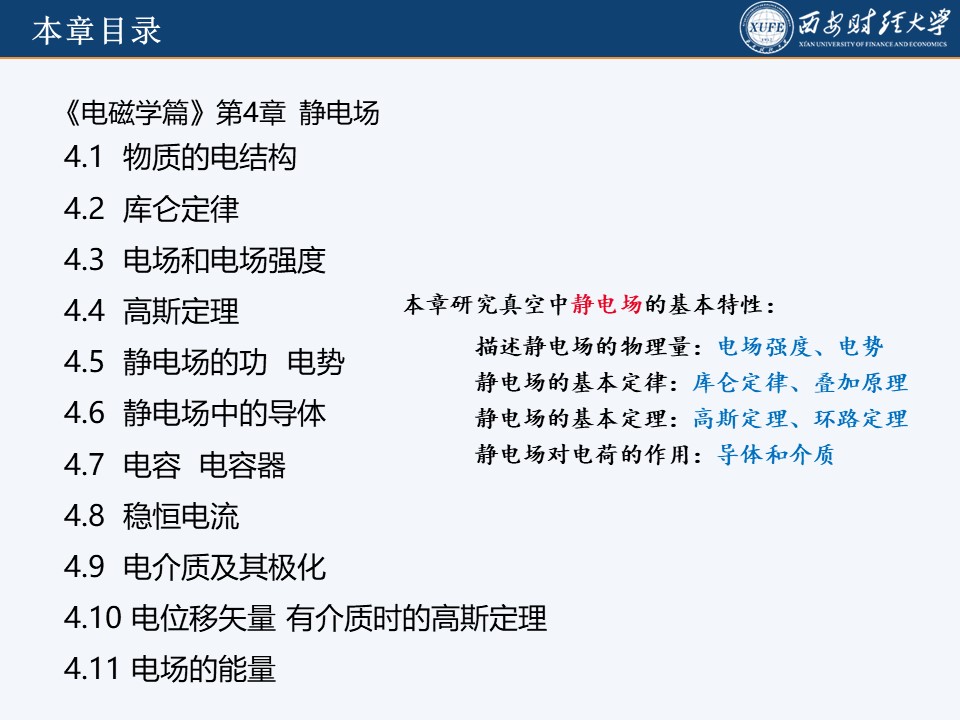 本章目录
XUFE
西安财经大学
XI'AN UNIVERSITY OF FINANCE AND ECONOMICS
《电磁学篇》第4章 静电场
4.1 物质的电结构
4.2 库仑定律
4.3 电场和电场强度
4.4 高斯定理
4.5 静电场的功 电势
4.6 静电场中的导体
4.7 电容 电容器
4.8 稳恒电流
4.9 电介质及其极化
4.10 电位移矢量 有介质时的高斯定理
4.11 电场的能量
本章研究真空中静电场的基本特性：
描述静电场的物理量：电场强度、电势
静电场的基本定律：库仑定律、叠加原理
静电场的基本定理：高斯定理、环路定理
静电场对电荷的作用：导体和介质